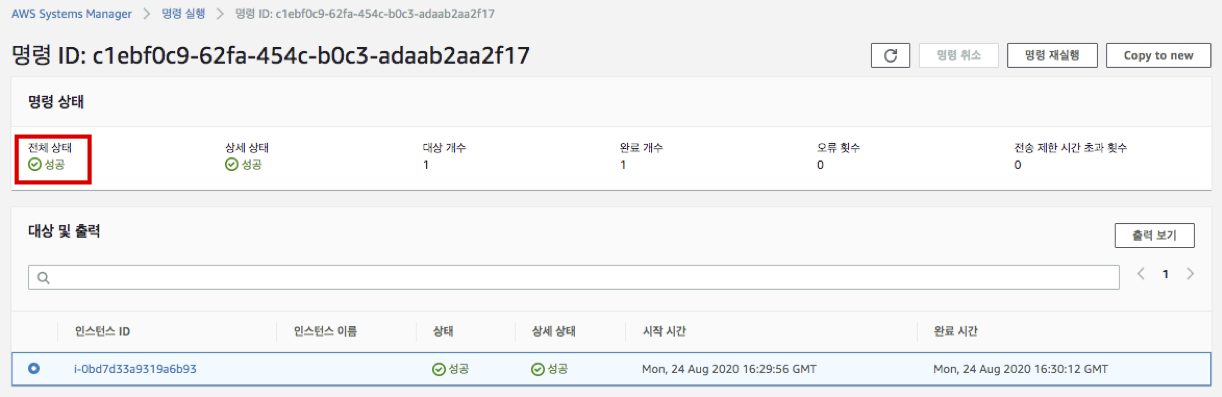 AWS Systems Manager > 명령 실행 > 명령 ID: c1ebf0c9-62fa-454c-b0c3-adaab2aa2f17
명령 ID: c1ebf0c9-62fa-454c-b0c3-adaab2aa2f17
명령 취소
명령 재실행
Copy to new
명령 상태
전체 상태 상세 상태 대상 개수 완료 개수 오류 횟수 전송 제한 시간 초과 횟수
성공 성공 1 1 0 0
대상 및 출력
출력 보기
1
인스턴스 ID 인스턴스 이름 상태 상세 상태 시작 시간 완료 시간
i-0bd7d33a9319a6b93 성공 성공 Mon, 24 Aug 2020 16:29:56 GMT Mon, 24 Aug 2020 16:30:12 GMT